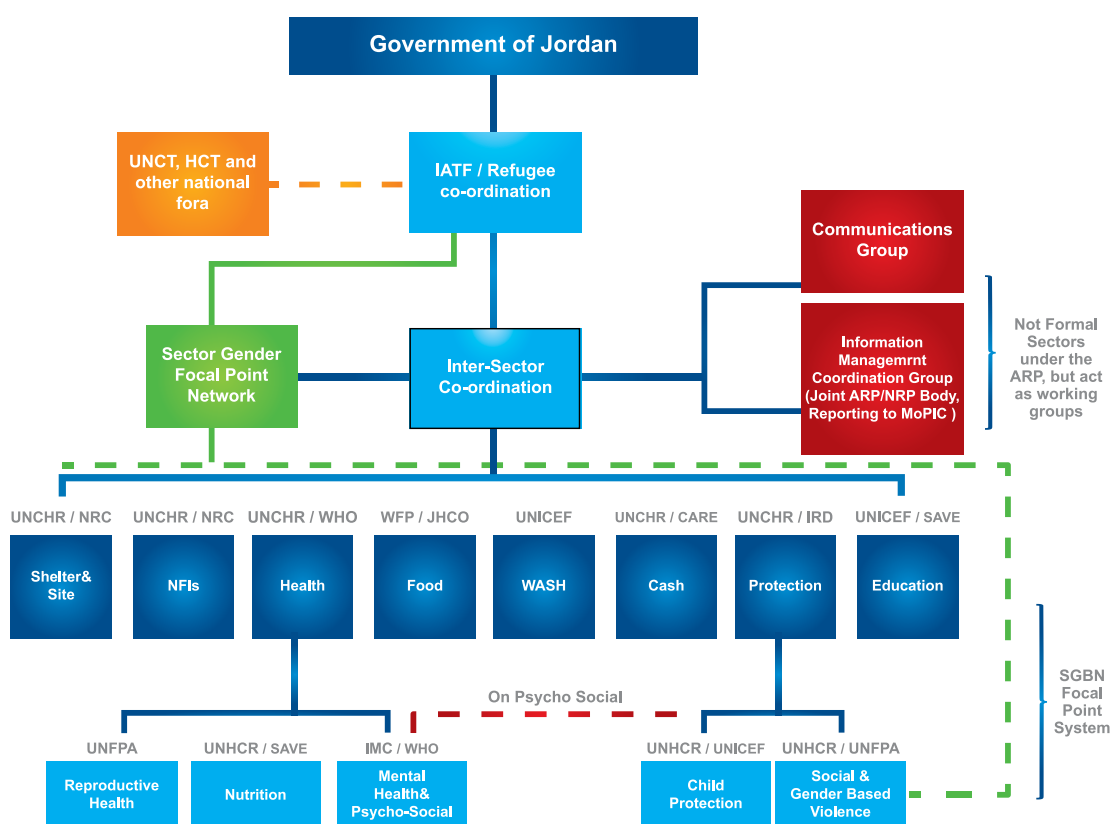 Government of Jordan
UNCT, HCT and
other national
fora
IATF / Refugee
co-ordination
Communications
Group
Sector Gender
Focal Point
Network
Inter-Sector
Co-ordination
Information
Managemrnt
Coordination Group
(Joint ARP/NRP Body,
Reporting to MoPIC )
Not Formal
Sectors
under the
ARP, but act
as working
groups
UNCHR / NRC
UNCHR / NRC
UNCHR / WHO
WFP / JHCO
UNICEF
UNCHR / CARE
UNCHR / IRD
UNICEF / SAVE
Shelter&
Site
NFIs
Health
Food
WASH
Cash
Protection
Education
On Psycho Social
SGBN
Focal
Point
System
UNFPA
UNHCR / SAVE
IMC / WHO
UNHCR / UNICEF
UNHCR / UNFPA
Reproductive
Health
Nutrition
Mental
Health&
Psycho-Social
Child
Protection
Social &
Gender Based
Violence